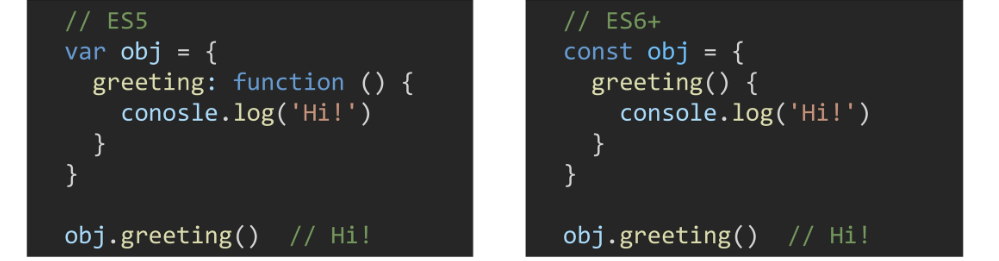 // ES5
var obj = {
  greeting: function () {
    conosle.log('Hi!')
  }
}

obj.greeting()  // Hi!
// ES6+
const obj = {
  greeting() {
    console.log('Hi!')
  }
}

obj.greeting()  // Hi!